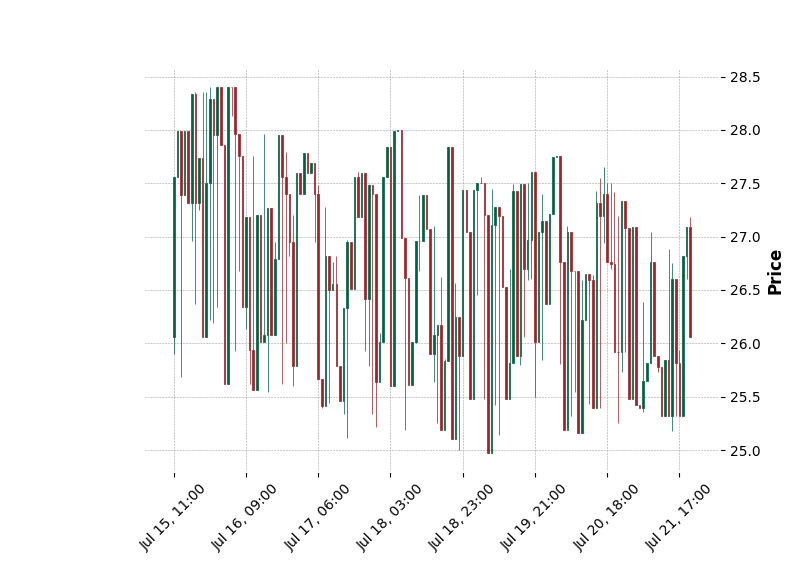 28.5
28.0
27.5
27.0
26.5
26.0
25.5
25.0
Price
Jul 15, 11:00
Jul 16, 09:00
Jul 17, 06:00
Jul 18, 03:00
Jul 18, 23:00
Jul 19, 21:00
Jul 20, 18:00
Jul 21, 17:00